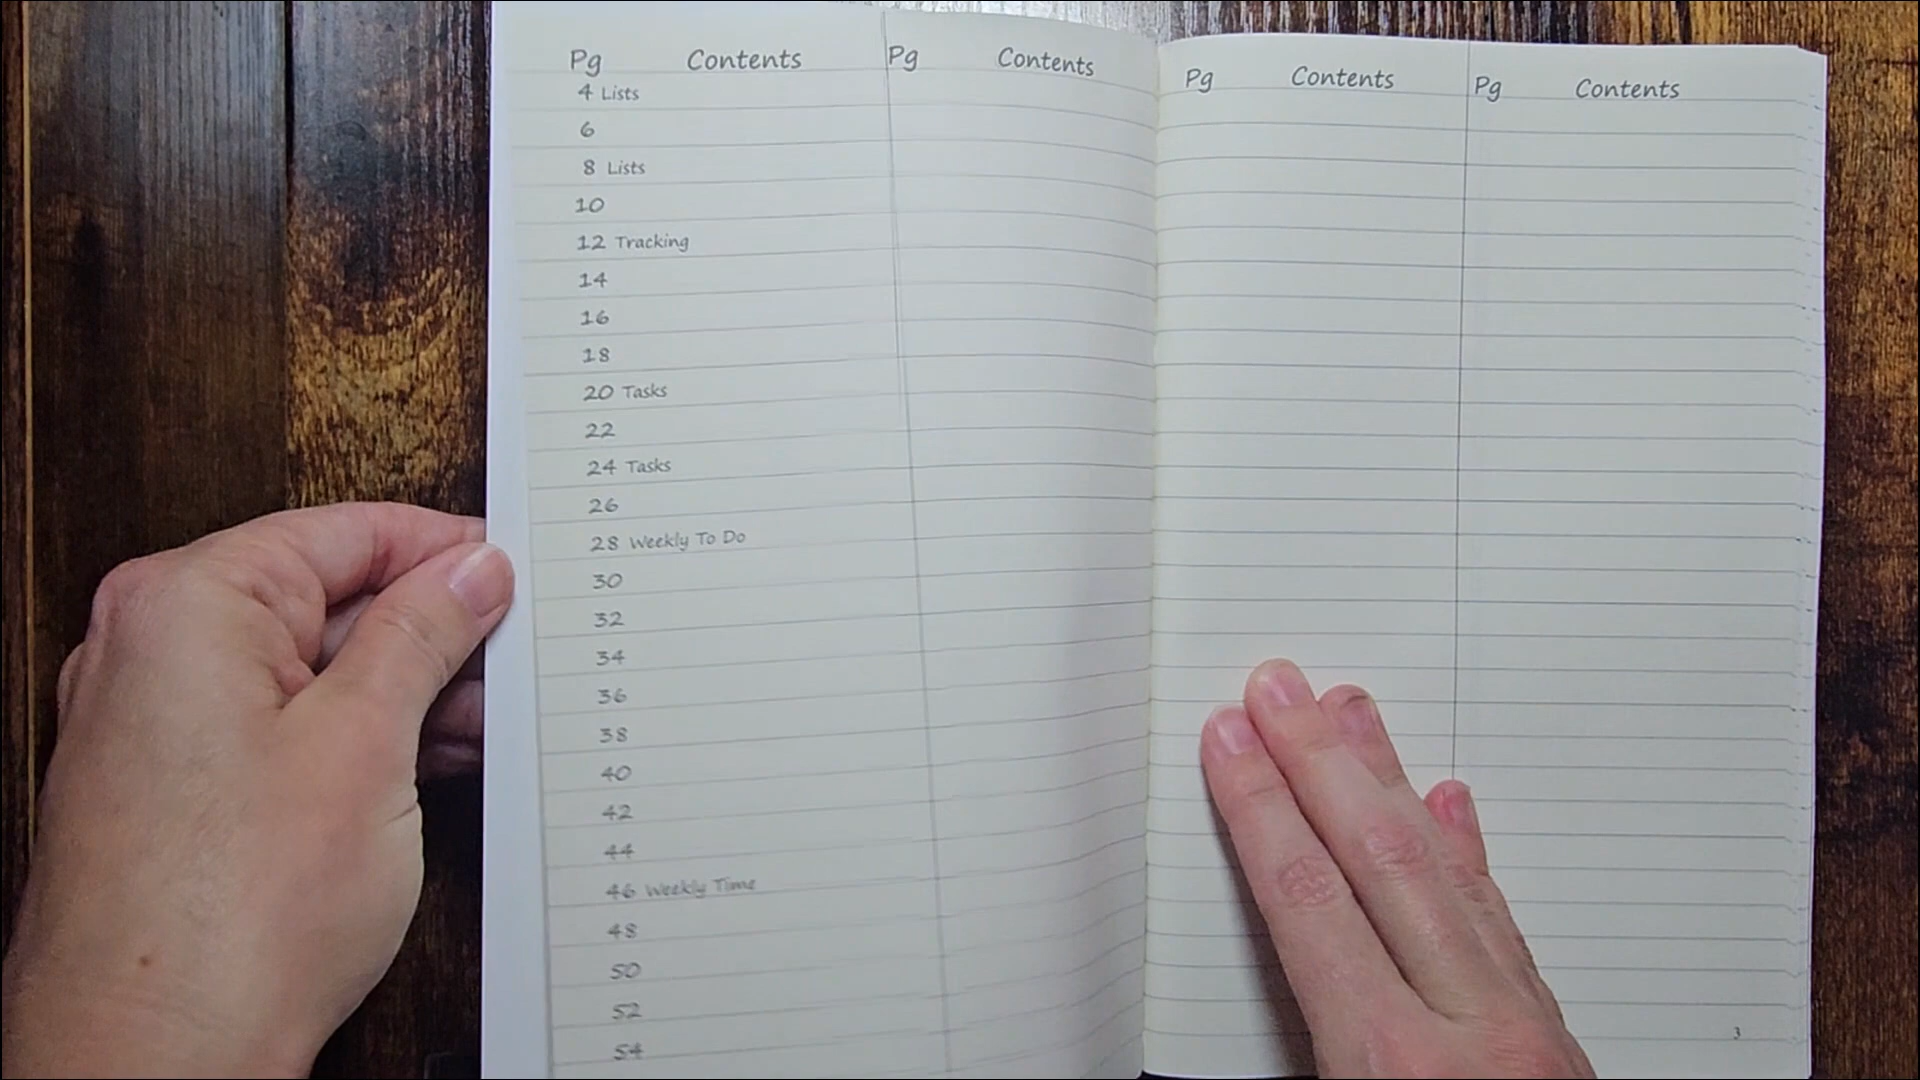 Pg Contents Pg Contents
4 Lists
6
8 Lists
10
12 Tracking
14
16
18
20 Tasks
22
24 Tasks
26
28 Weekly To Do
30
32
34
36
38
40
42
44
46 Weekly Time
48
50
52
54
Pg Contents Pg Contents
3